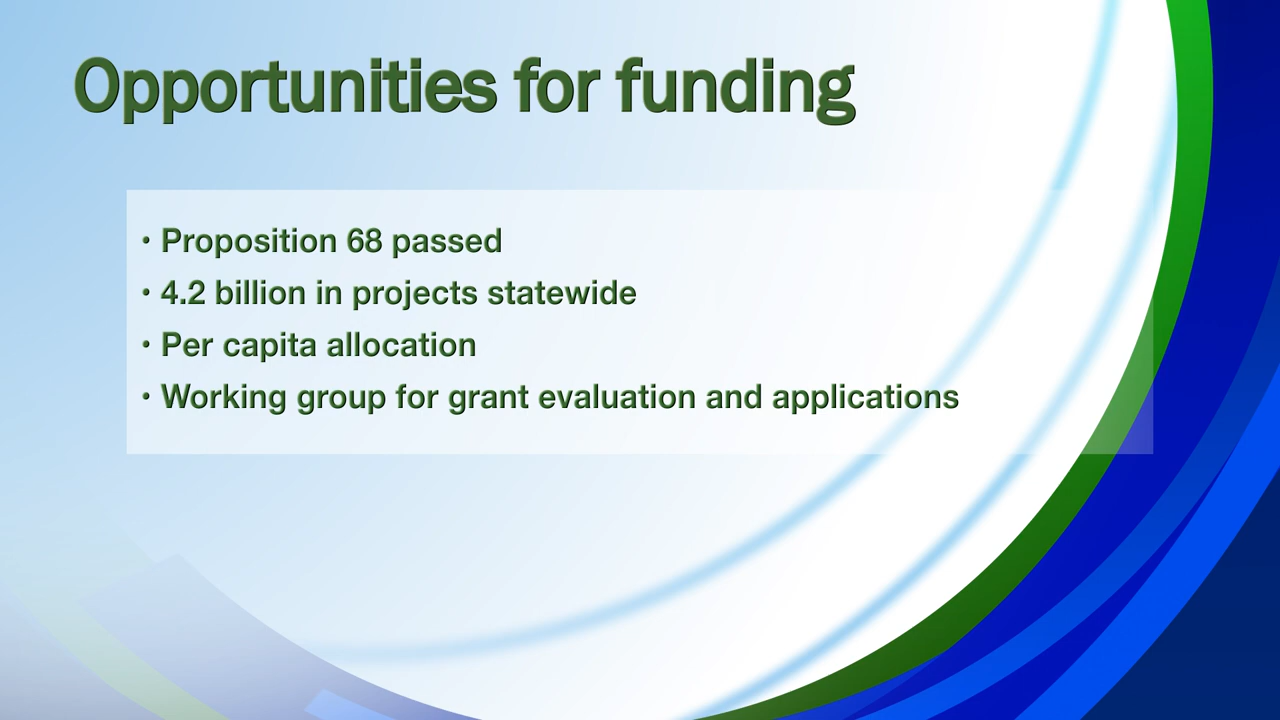 Opportunities for funding
• Proposition 68 passed
• 4.2 billion in projects statewide
• Per capita allocation
• Working group for grant evaluation and applications